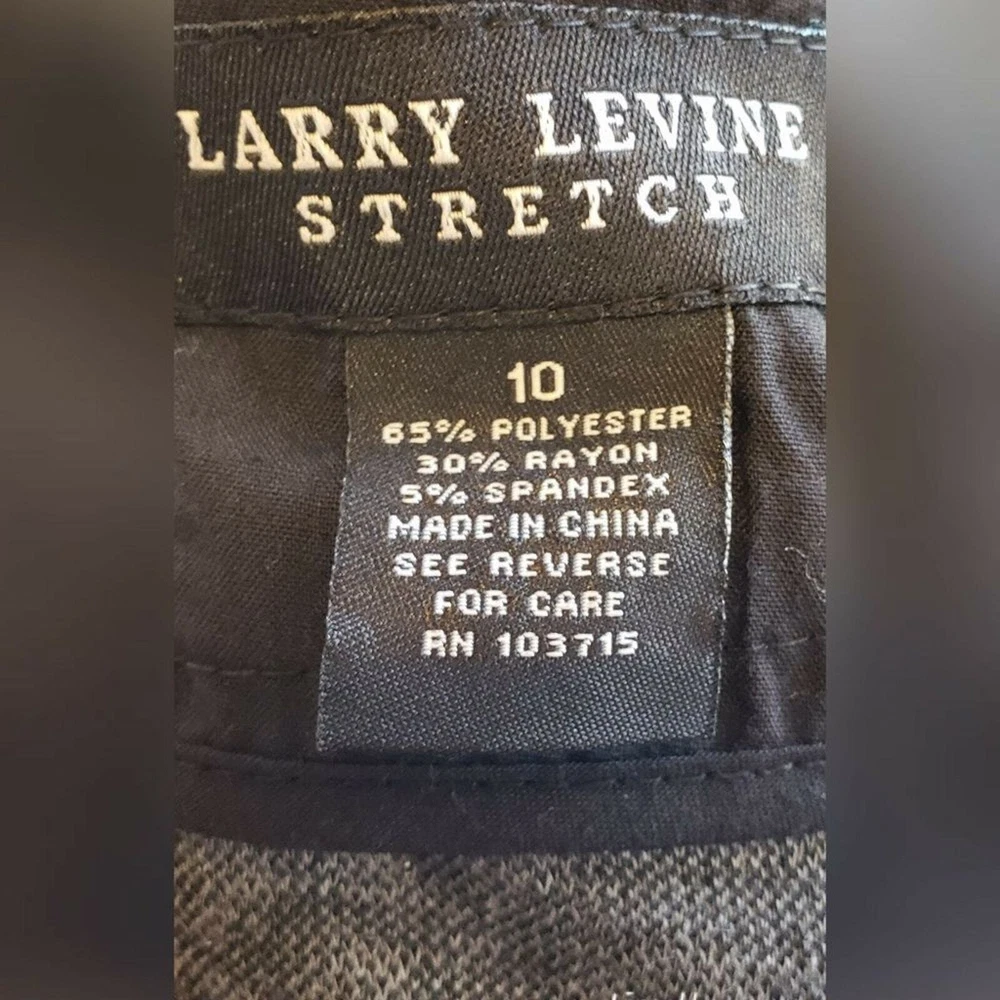 LARRY LEVINE
STRETCH
10
65% POLYESTER
30% RAYON
5% SPANDEX
MADE IN CHINA
SEE REVERSE
FOR CARE
RN 103715